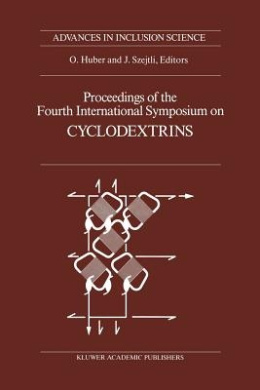 ADVANCES IN INCLUSION SCIENCE
O. Huber and J. Szejtli, Editors
Proceedings of the
Fourth International Symposium on
CYCLODEXTRINS
KLUWER ACADEMIC PUBLISHERS